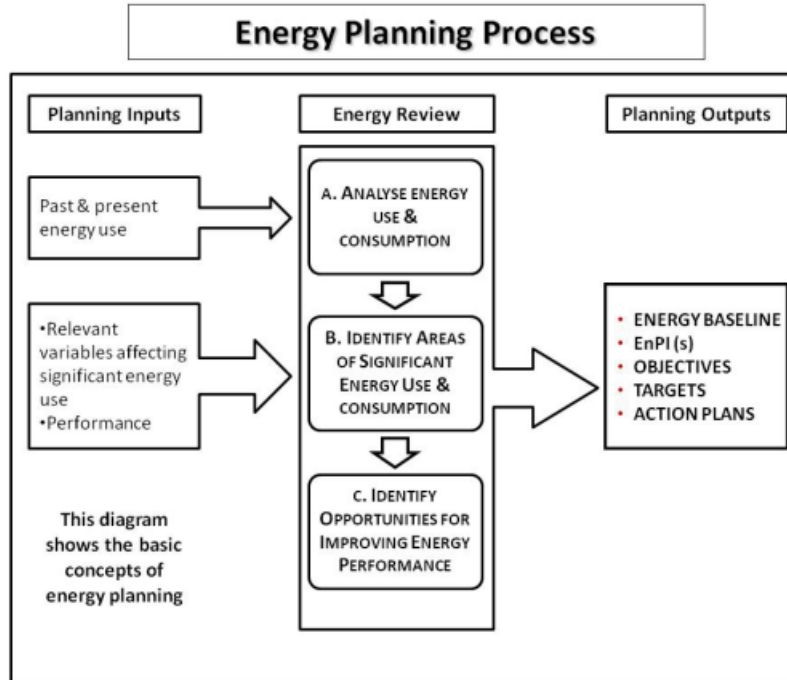 Energy Planning Process
Planning Inputs
Energy Review
Planning Outputs
Past & present
energy use
A. ANALYSE ENERGY
USE &
CONSUMPTION
•Relevant
variables affecting
significant energy
use
•Performance
B. IDENTIFY AREAS
OF SIGNIFICANT
ENERGY USE &
CONSUMPTION
• ENERGY BASELINE
• EnPI (s)
• OBJECTIVES
• TARGETS
• ACTION PLANS
C. IDENTIFY
OPPORTUNITIES FOR
IMPROVING ENERGY
PERFORMANCE
This diagram
shows the basic
concepts of
energy planning